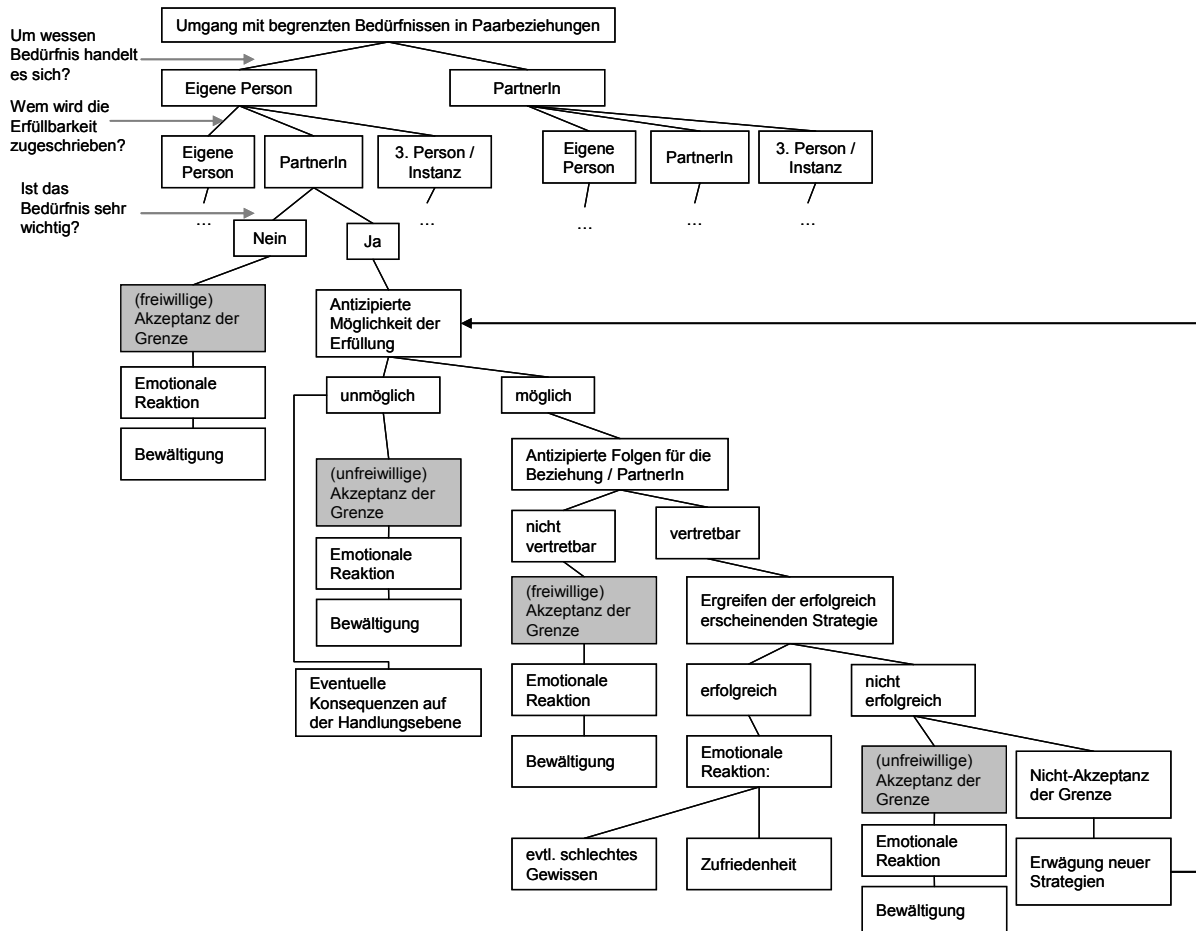 Umgang mit begrenzten Bedürfnissen in Paarbeziehungen
Um wessen
Bedürfnis handelt
es sich?
Eigene Person
PartnerIn
Wem wird die
Erfüllbarkeit
zugeschrieben?
Eigene
Person
PartnerIn
3. Person /
Instanz
Eigene
Person
PartnerIn
3. Person /
Instanz
Ist das
Bedürfnis sehr
wichtig?
...
...
...
...
...
Nein
Ja
(freiwillige)
Akzeptanz der
Grenze
Antizipierte
Möglichkeit der
Erfüllung
Emotionale
Reaktion
unmöglich
möglich
Bewältigung
Antizipierte Folgen für die
Beziehung / PartnerIn
(unfreiwillige)
Akzeptanz der
Grenze
nicht
vertretbar
vertretbar
Emotionale
Reaktion
(freiwillige)
Akzeptanz der
Grenze
Ergreifen der erfolgreich
erscheinenden Strategie
Bewältigung
Eventuelle
Konsequenzen auf
der Handlungsebene
Emotionale
Reaktion
erfolgreich
nicht
erfolgreich
Bewältigung
Emotionale
Reaktion:
(unfreiwillige)
Akzeptanz der
Grenze
Nicht-Akzeptanz
der Grenze
evtl. schlechtes
Gewissen
Zufriedenheit
Emotionale
Reaktion
Erwägung neuer
Strategien
Bewältigung